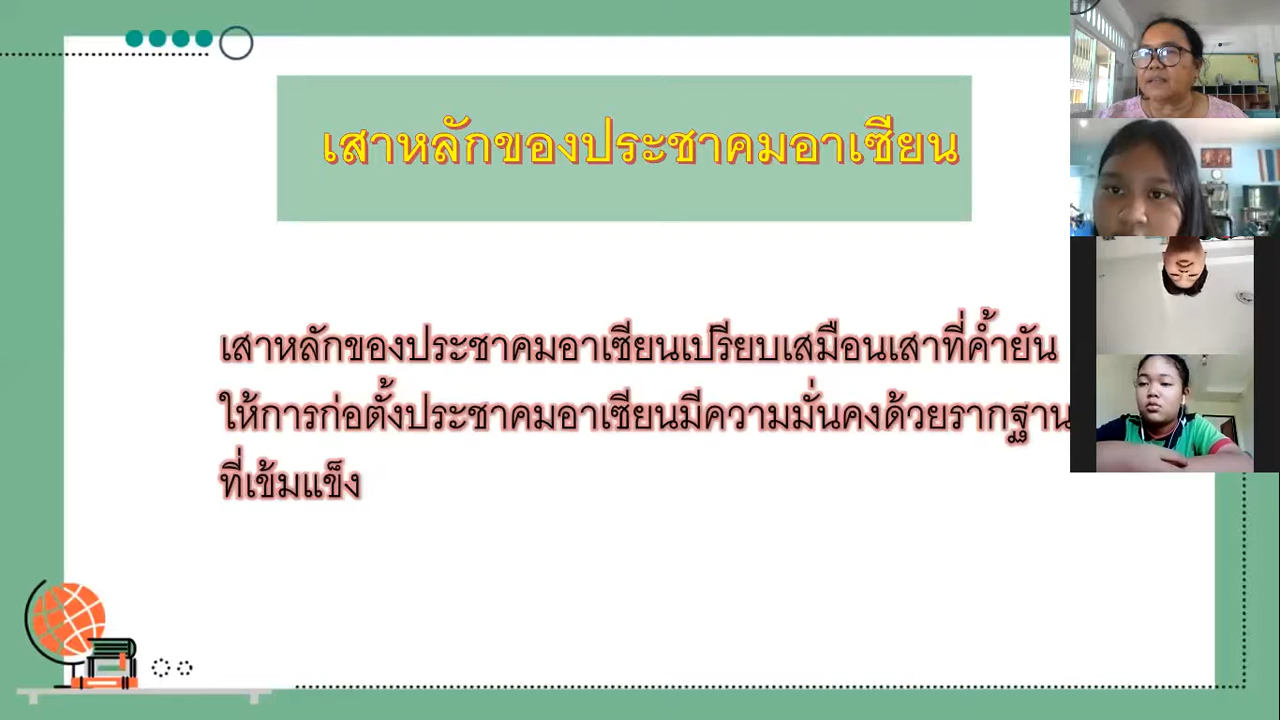 เสาหลักของประชาคมอาเซียน
เสาหลักของประชาคมอาเซียนเปรียบเสมือนเสาที่ค้ำยัน
ให้การก่อตั้งประชาคมอาเซียนมีความมั่นคงด้วยรากฐาน
ที่เข้มแข็ง